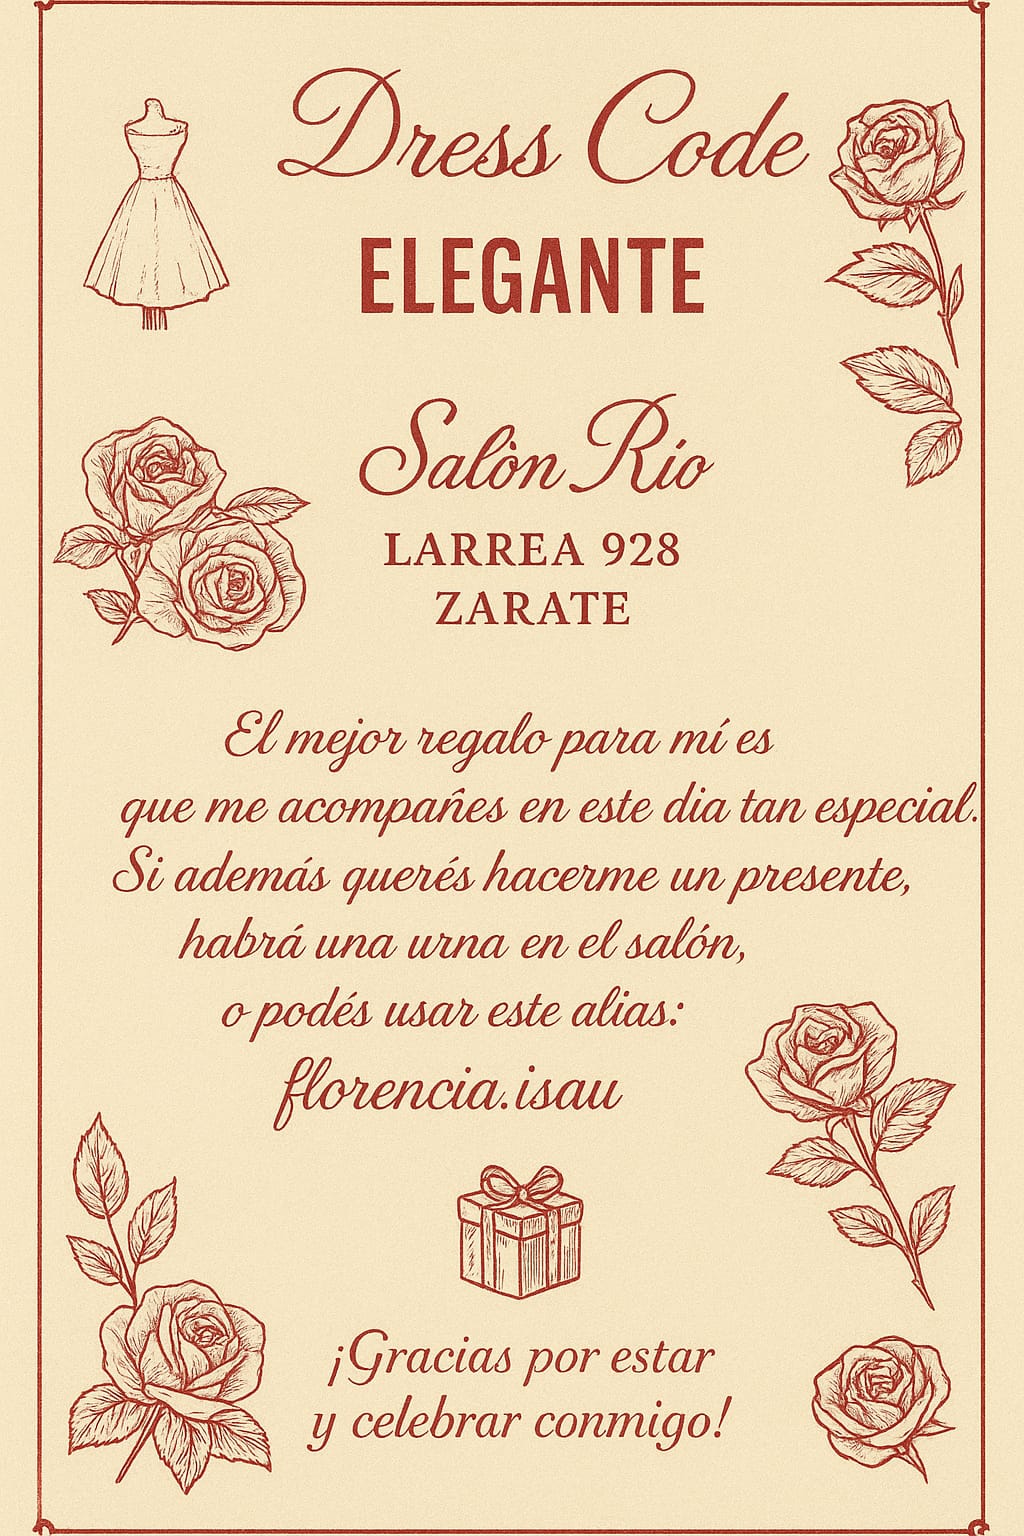 Dress Code
ELEGANTE
Salòn Río
LARREA 928
ZARATE
El mejor regalo para mí es
que me acompañes en este dia tan especial.
Si además querés hacerme un presente,
habrá una urna en el salón,
o podés usar este alias:
florencia.isau
¡Gracias por estar
y celebrar conmigo!